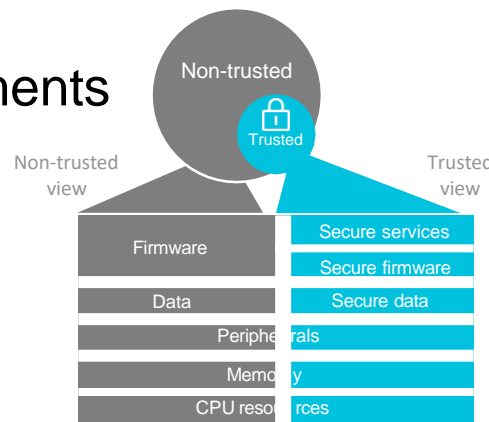 nents
Non-trusted
Trusted
Non-trusted
view
Trusted
view
Firmware
Secure services
Secure firmware
Data
Secure data
Peripherals
Memory
CPU resources